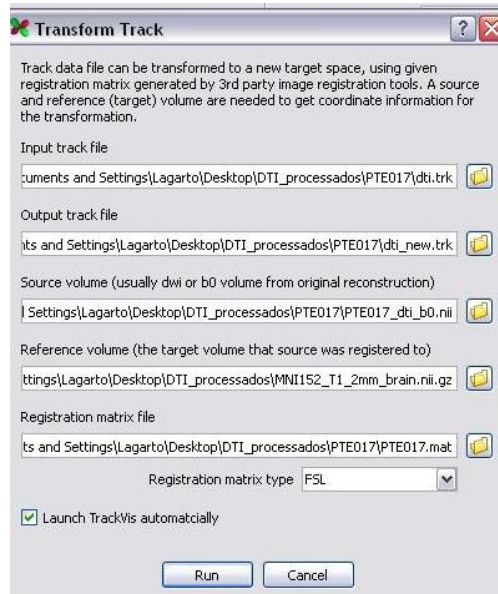 Transform Track
Track data file can be transformed to a new target space, using given
registration matrix generated by 3rd party image registration tools. A source
and reference (target) volume are needed to get coordinate information for
the transformation.
Input track file
cuments and Settings\Lagarto\Desktop\DTI_processados\PTE017\dti.trk
Output track file
nts and Settings\Lagarto\Desktop\DTI_processados\PTE017\dti_new.trk
Source volume (usually dwi or b0 volume from original reconstruction)
l Settings\Lagarto\Desktop\DTI_processados\PTE017\PTE017_dti_b0.nii
Reference volume (the target volume that source was registered to)
ttings\Lagarto\Desktop\DTI_processados\MNI152_T1_2mm_brain.nii.gz
Registration matrix file
ts and Settings\Lagarto\Desktop\DTI_processados\PTE017\PTE017.mat
Registration matrix type FSL
Launch TrackVis automatcially
Run Cancel